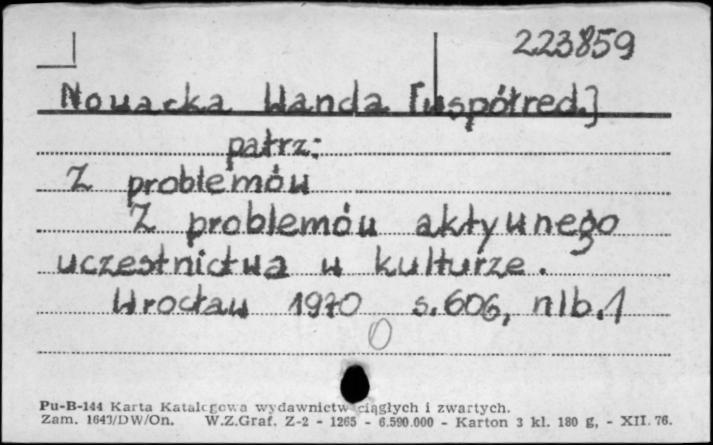 223859
Nowacka Wanda [współred.]
patrz:
Z problemów
Z problemów aktywnego
uczestnictwa w kulturze.
Wrocław 1970 s. 606, nlb. 1
0
Pu-B-144 Karta Katalogowa wydawnictw ciągłych i zwartych.
Zam. 1643/DW/On. W.Z.Graf. Z-2 - 1265 - 6.590.000 - Karton 3 kl. 180 g, - XII. 76.